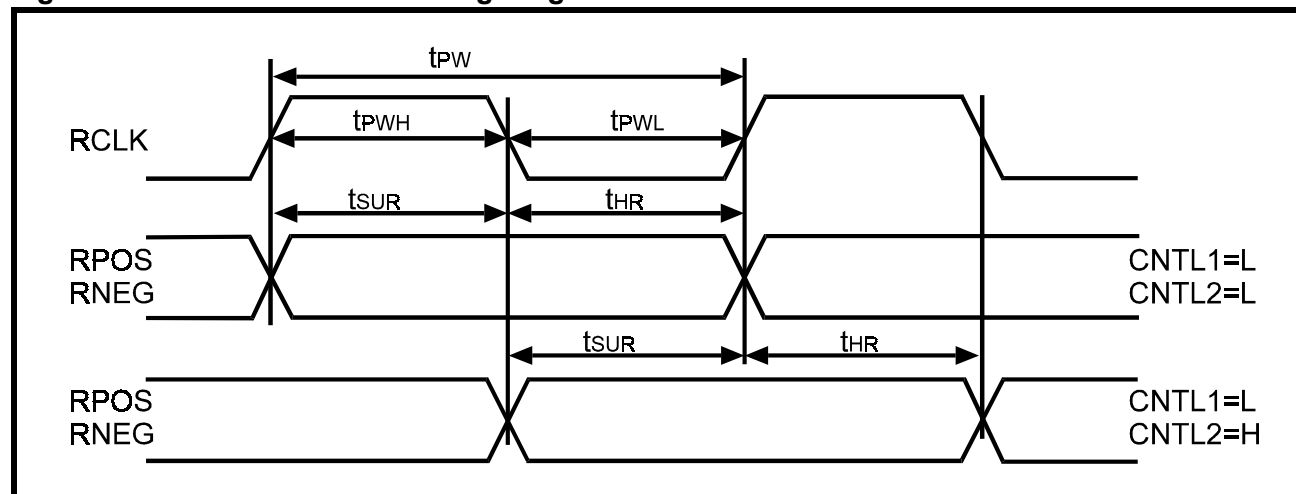 tPW
RCLK
tPWH
tPWL
tSUR
tHR
RPOS
RNEG
CNTL1=L
CNTL2=L
tSUR
tHR
RPOS
RNEG
CNTL1=L
CNTL2=H